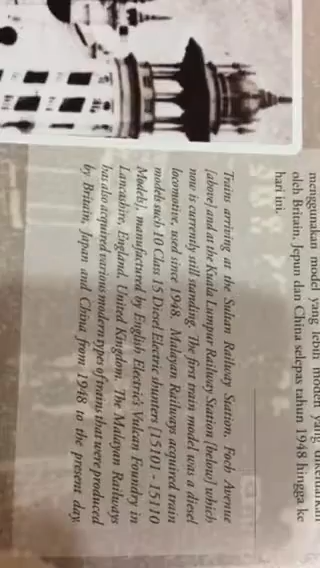 menggunakan model yang lebih moden yang dikeluarkan
oleh Britain, Jepun dan China selepas tahun 1948 hingga ke
hari ini.
Trains arriving at the Sultan Railway Station, Foch Avenue
[above] and at the Kuala Lumpur Railway Station [below] which
now is currently still standing. The first train model was a diesel
locomotive used since 1948. Malayan Railways acquired train
models such 10 Class 15 Diesel Electric shunters [15101 - 15110
Models], manufactured by English Electric's Vulcan Foundry in
Lancashire, England, United Kingdom. The Malayan Railways
has also acquired various modern types of trains that were produced
by Britain, Japan and China from 1948 to the present day.